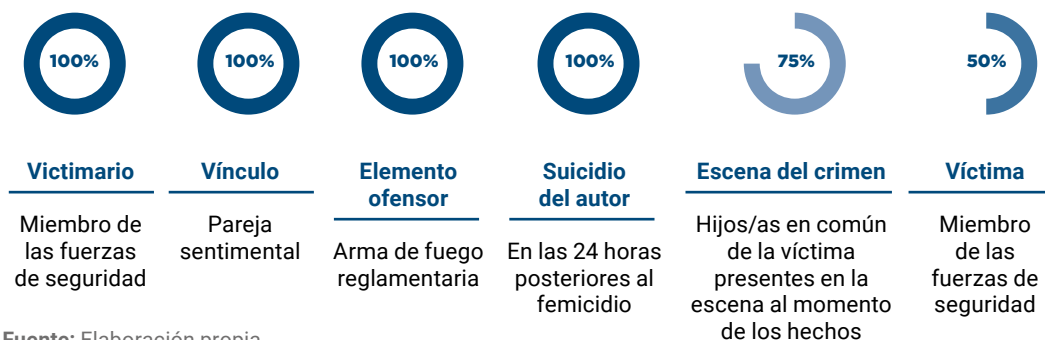 100%
100%
100%
100%
75%
50%
Victimario
Miembro de
las fuerzas
de seguridad
Vínculo
Pareja
sentimental
Elemento
ofensor
Arma de fuego
reglamentaria
Suicidio
del autor
En las 24 horas
posteriores al
femicidio
Escena del crimen
Hijos/as en común
de la víctima
presentes en la
escena al momento
de los hechos
Víctima
Miembro
de las
fuerzas de
seguridad
Fuente: Elaboración propia